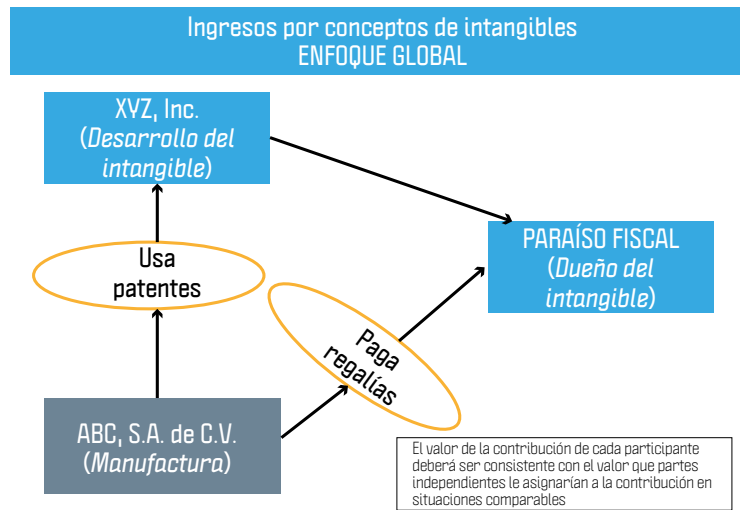 Ingresos por conceptos de intangibles
ENFOQUE GLOBAL
XYZ, Inc.
(Desarrollo del
intangible)
PARAÍSO FISCAL
(Dueño del
intangible)
Usa
patentes
Paga
regalías
ABC, S.A. de C.V.
(Manufactura)
El valor de la contribución de cada participante
deberá ser consistente con el valor que partes
independientes le asignarían a la contribución en
situaciones comparables